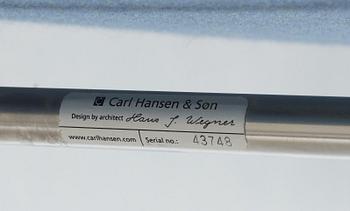 Carl Hansen & Søn
Design by architect Hans J. Wegner
www.carlhansen.com Serial no.: 43748